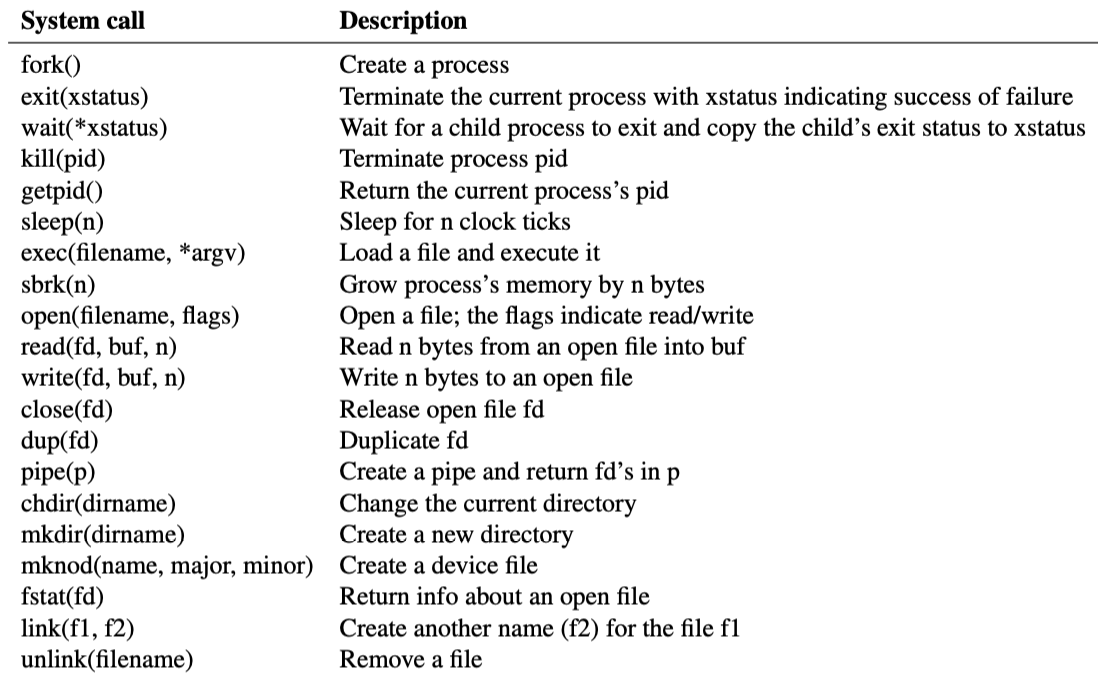 System call Description
fork() Create a process
exit(xstatus) Terminate the current process with xstatus indicating success of failure
wait(*xstatus) Wait for a child process to exit and copy the child’s exit status to xstatus
kill(pid) Terminate process pid
getpid() Return the current process’s pid
sleep(n) Sleep for n clock ticks
exec(filename, *argv) Load a file and execute it
sbrk(n) Grow process’s memory by n bytes
open(filename, flags) Open a file; the flags indicate read/write
read(fd, buf, n) Read n bytes from an open file into buf
write(fd, buf, n) Write n bytes to an open file
close(fd) Release open file fd
dup(fd) Duplicate fd
pipe(p) Create a pipe and return fd’s in p
chdir(dirname) Change the current directory
mkdir(dirname) Create a new directory
mknod(name, major, minor) Create a device file
fstat(fd) Return info about an open file
link(f1, f2) Create another name (f2) for the file f1
unlink(filename) Remove a file